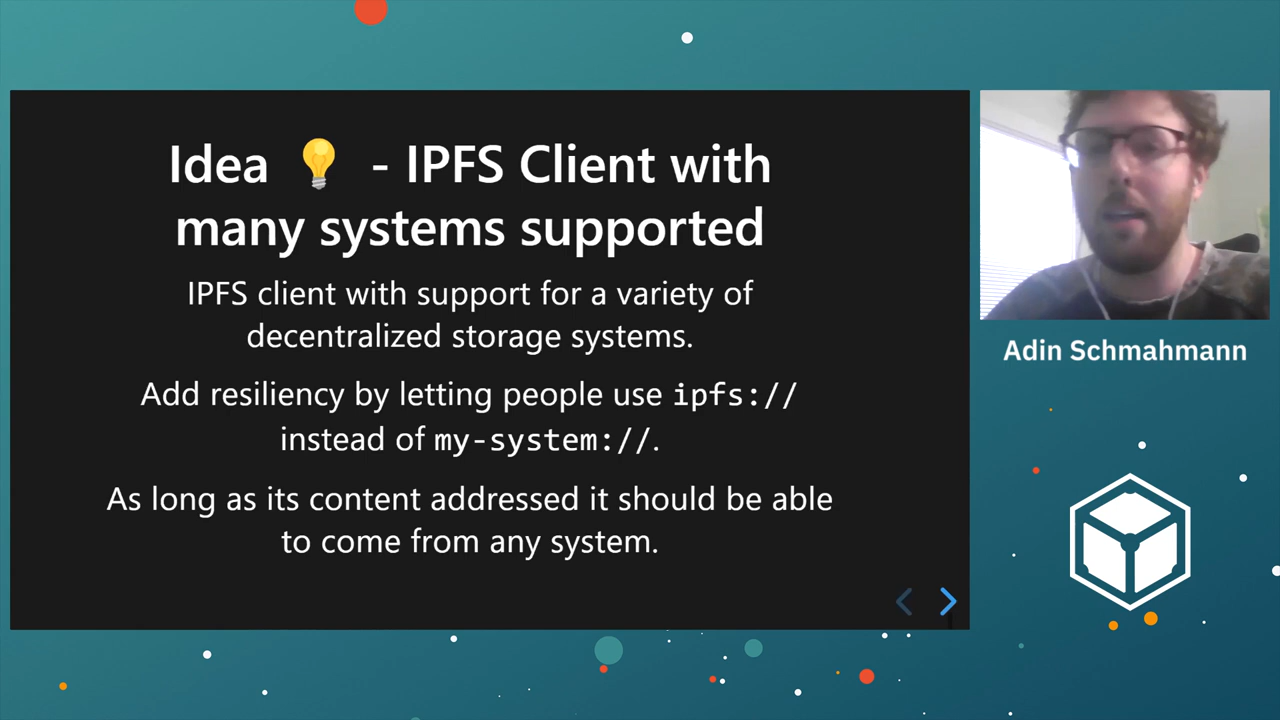 Idea 💡 - IPFS Client with
many systems supported
IPFS client with support for a variety of
decentralized storage systems.
Add resiliency by letting people use ipfs://
instead of my-system://.
As long as its content addressed it should be able
to come from any system.
Adin Schmahmann